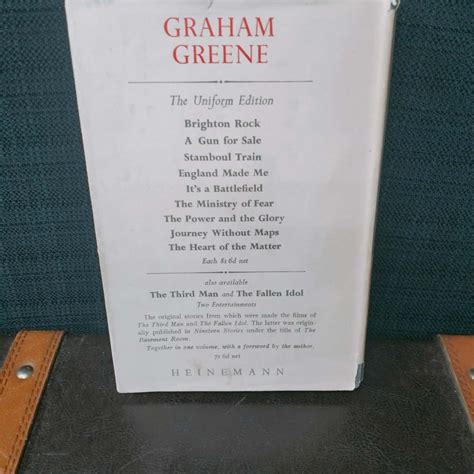 GRAHAM
GREENE
The Uniform Edition
Brighton Rock
A Gun for Sale
Stamboul Train
England Made Me
It's a Battlefield
The Ministry of Fear
The Power and the Glory
Journey Without Maps
The Heart of the Matter
Each 8s 6d net
also available
The Third Man and The Fallen Idol
Two Entertainments
The original stories from which were made the films of
The Third Man and The Fallen Idol. The latter was origin-
ally published in Nineteen Stories under the title of The
Basement Room.
Together in one volume, with a foreword by the author.
7s 6d net
HEINEMANN